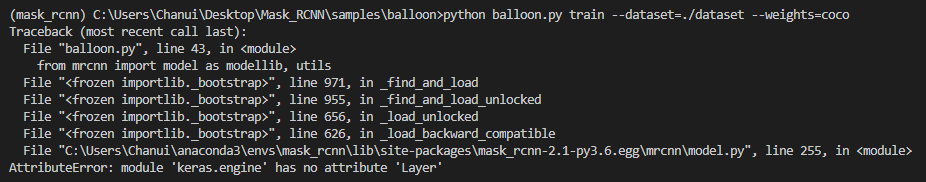 (mask_rcnn) C:\Users\Chanui\Desktop\Mask_RCNN\samples\balloon>python balloon.py train --dataset=./dataset --weights=coco
Traceback (most recent call last):
  File "balloon.py", line 43, in <module>
    from mrcnn import model as modellib, utils
  File "<frozen importlib._bootstrap>", line 971, in _find_and_load
  File "<frozen importlib._bootstrap>", line 955, in _find_and_load_unlocked
  File "<frozen importlib._bootstrap>", line 656, in _load_unlocked
  File "<frozen importlib._bootstrap>", line 626, in _load_backward_compatible
  File "C:\Users\Chanui\anaconda3\envs\mask_rcnn\lib\site-packages\mask_rcnn-2.1-py3.6.egg\mrcnn\model.py", line 255, in <module>
AttributeError: module 'keras.engine' has no attribute 'Layer'